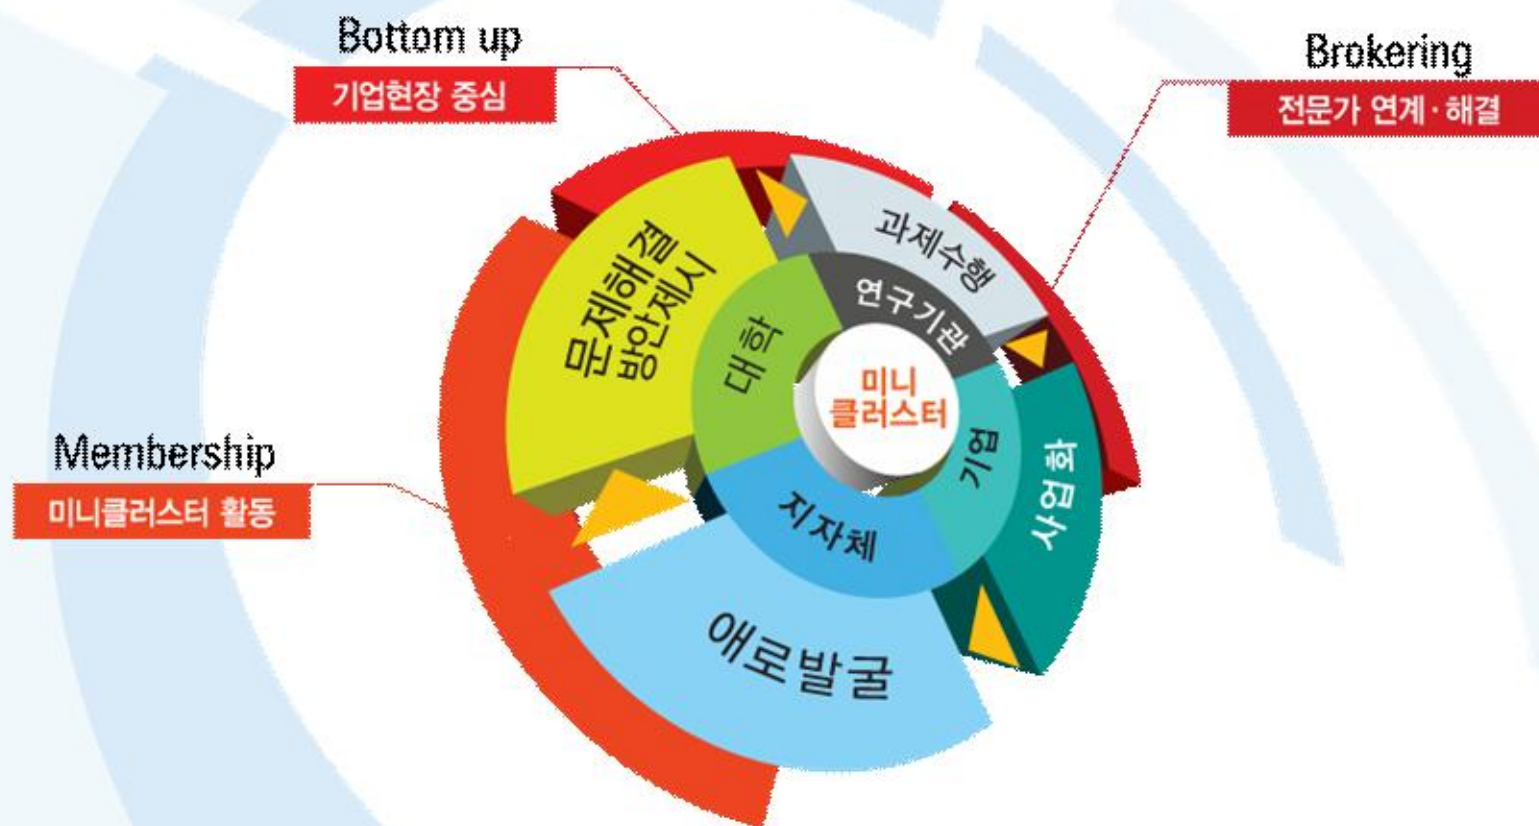 Bottom up
기업현장 중심
Brokering
전문가 연계·해결
과제수행
연구기관
문제해결
방안제시
대학
미니
클러스터
기업
사업화
Membership
미니클러스터 활동
지자체
애로발굴